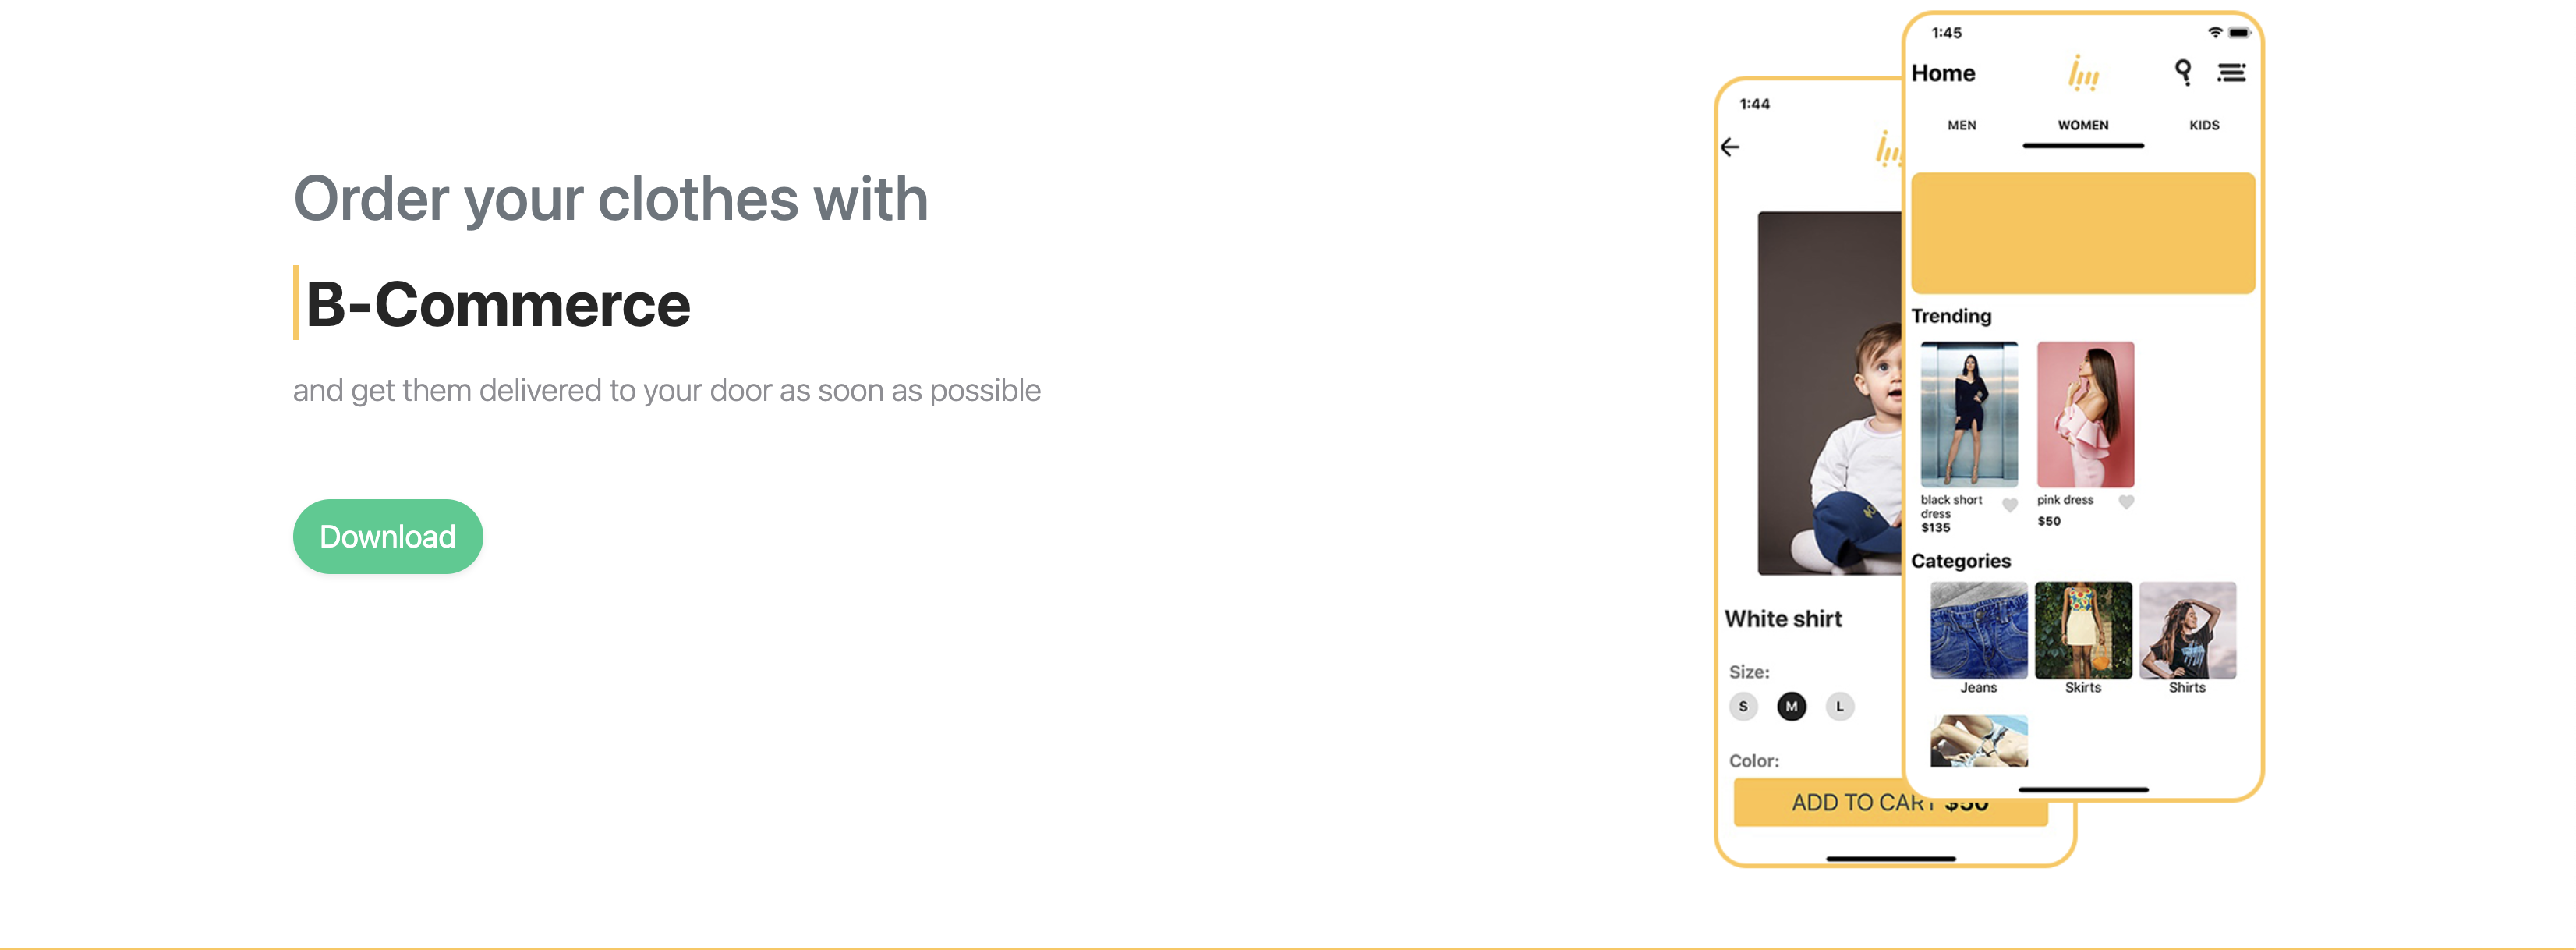 Order your clothes with
B-Commerce
and get them delivered to your door as soon as possible
Download
1:44
White shirt
Size:
S M L
Color:
ADD TO CART $50
1:45
Home
MEN WOMEN KIDS
Trending
black short
dress
$135
pink dress
$50
Categories
Jeans Skirts Shirts